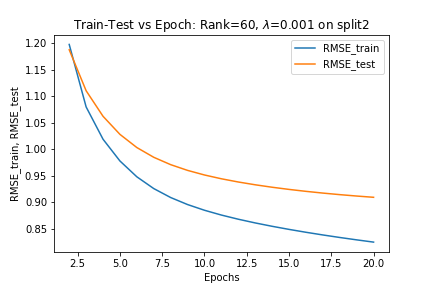 Train-Test vs Epoch: Rank=60, λ=0.001 on split2
RMSE_train
RMSE_test
RMSE_train, RMSE_test
1.20
1.15
1.10
1.05
1.00
0.95
0.90
0.85
2.5 5.0 7.5 10.0 12.5 15.0 17.5 20.0
Epochs